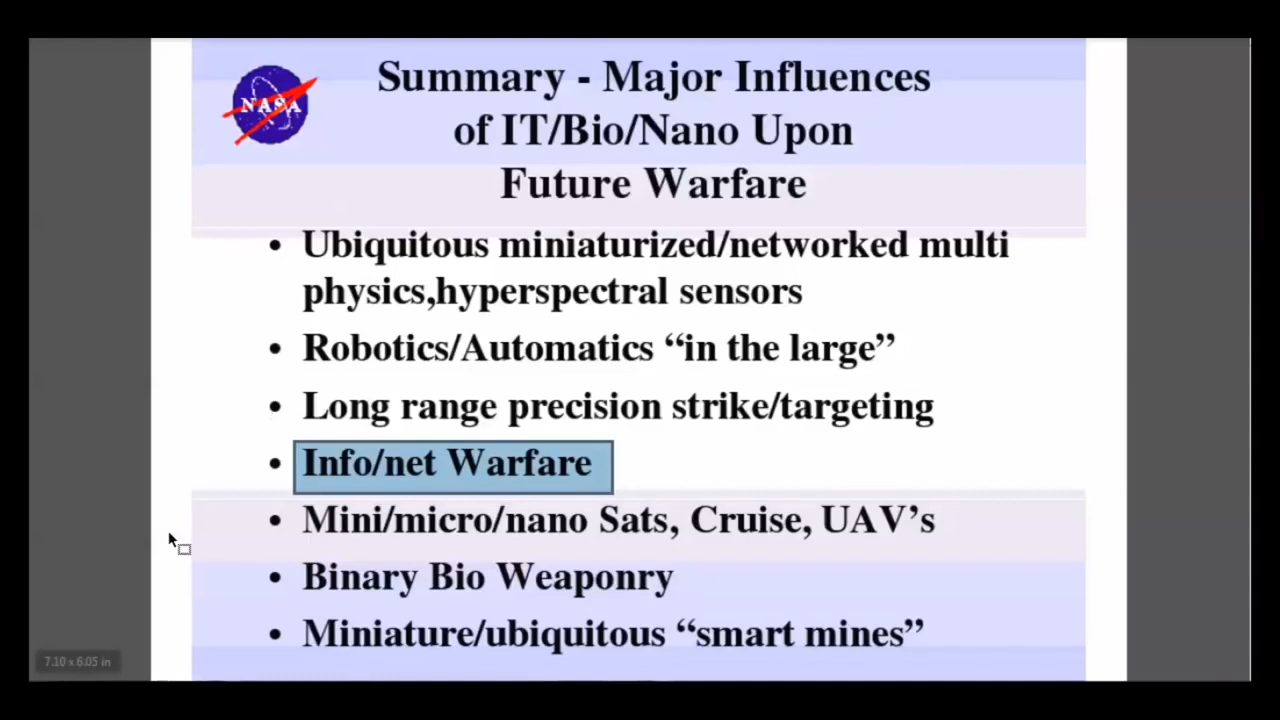 NASA
Summary - Major Influences
of IT/Bio/Nano Upon
Future Warfare
• Ubiquitous miniaturized/networked multi
physics,hyperspectral sensors
• Robotics/Automatics “in the large”
• Long range precision strike/targeting
• Info/net Warfare
• Mini/micro/nano Sats, Cruise, UAV’s
• Binary Bio Weaponry
• Miniature/ubiquitous “smart mines”
7.10 x 6.05 in